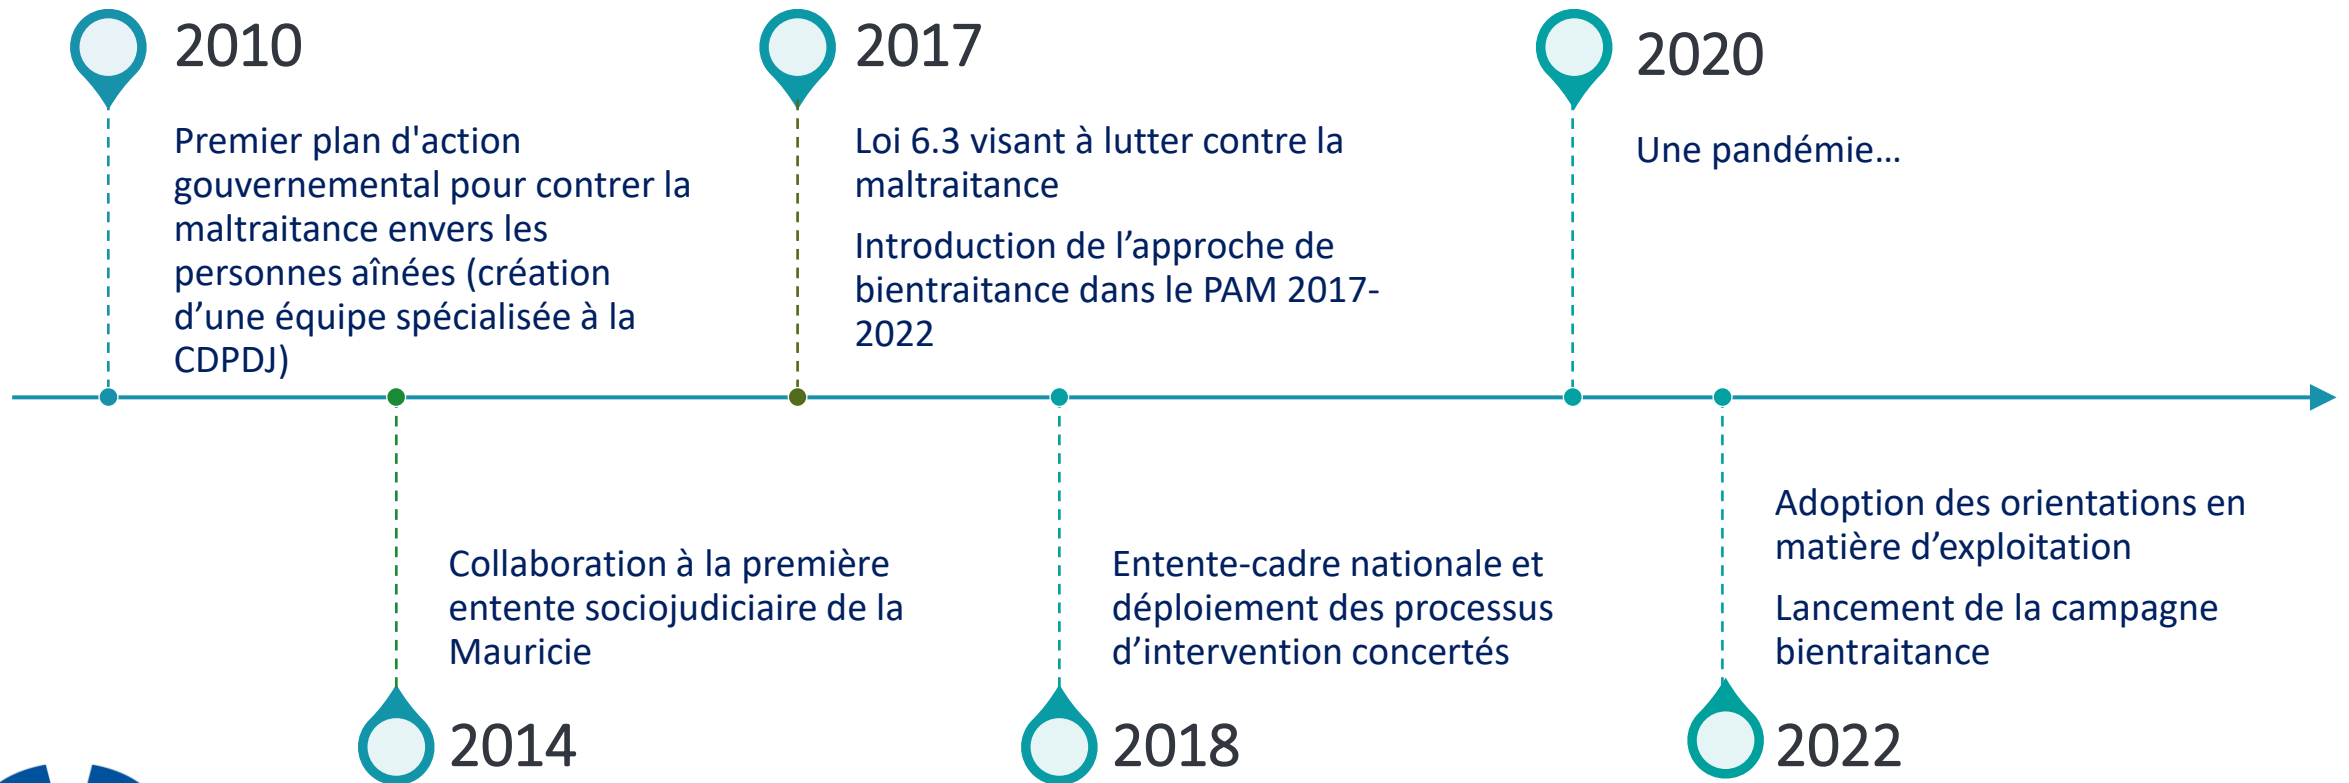 2010
Premier plan d'action
gouvernemental pour contrer la
maltraitance envers les
personnes aînées (création
d’une équipe spécialisée à la
CDPDJ)
2017
Loi 6.3 visant à lutter contre la
maltraitance
Introduction de l’approche de
bientraitance dans le PAM 2017-
2022
2020
Une pandémie…
Collaboration à la première
entente sociojudiciaire de la
Mauricie
2014
Entente-cadre nationale et
déploiement des processus
d’intervention concertés
2018
Adoption des orientations en
matière d’exploitation
Lancement de la campagne
bientraitance
2022